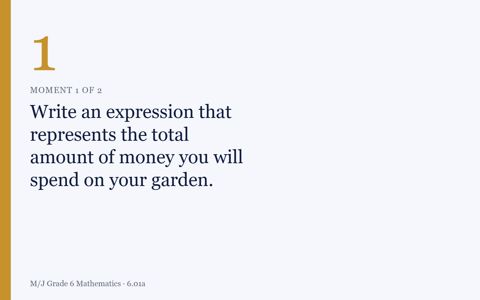 1
MOMENT 1 OF 2
Write an expression that
represents the total
amount of money you will
spend on your garden.
M/J Grade 6 Mathematics · 6.01a